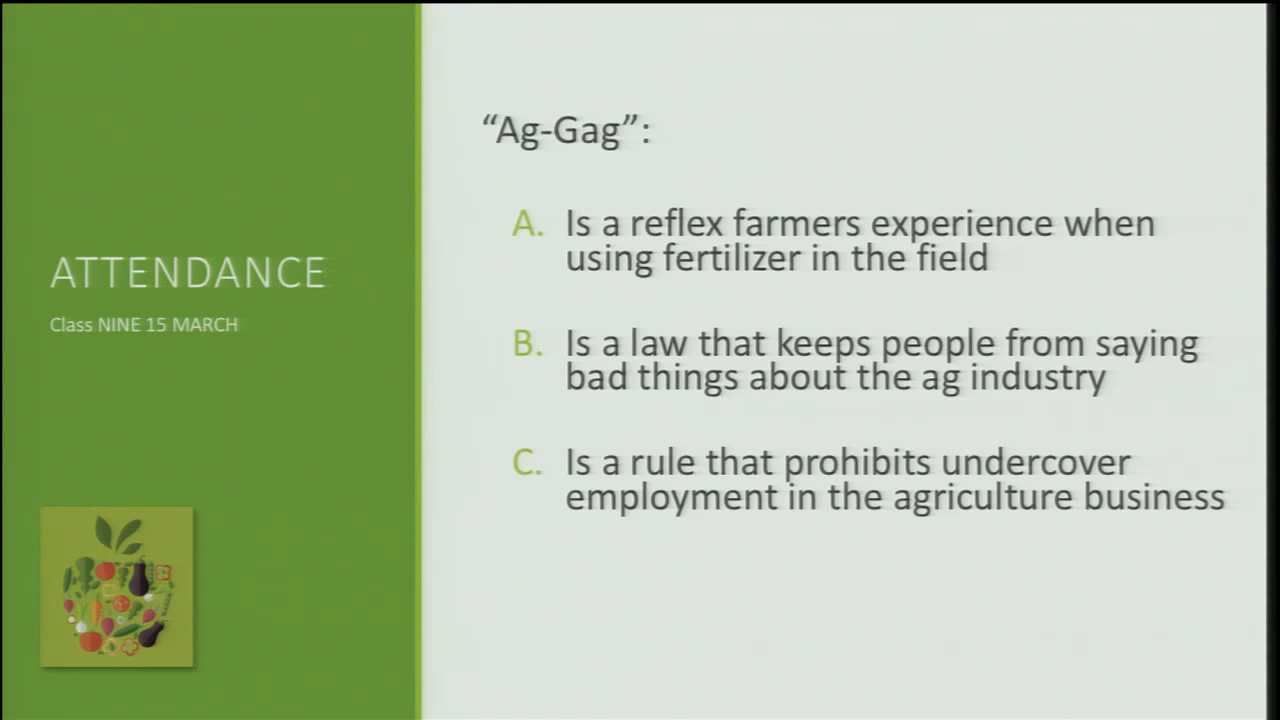 ATTENDANCE
Class NINE 15 MARCH
“Ag-Gag”:
A. Is a reflex farmers experience when
using fertilizer in the field
B. Is a law that keeps people from saying
bad things about the ag industry
C. Is a rule that prohibits undercover
employment in the agriculture business